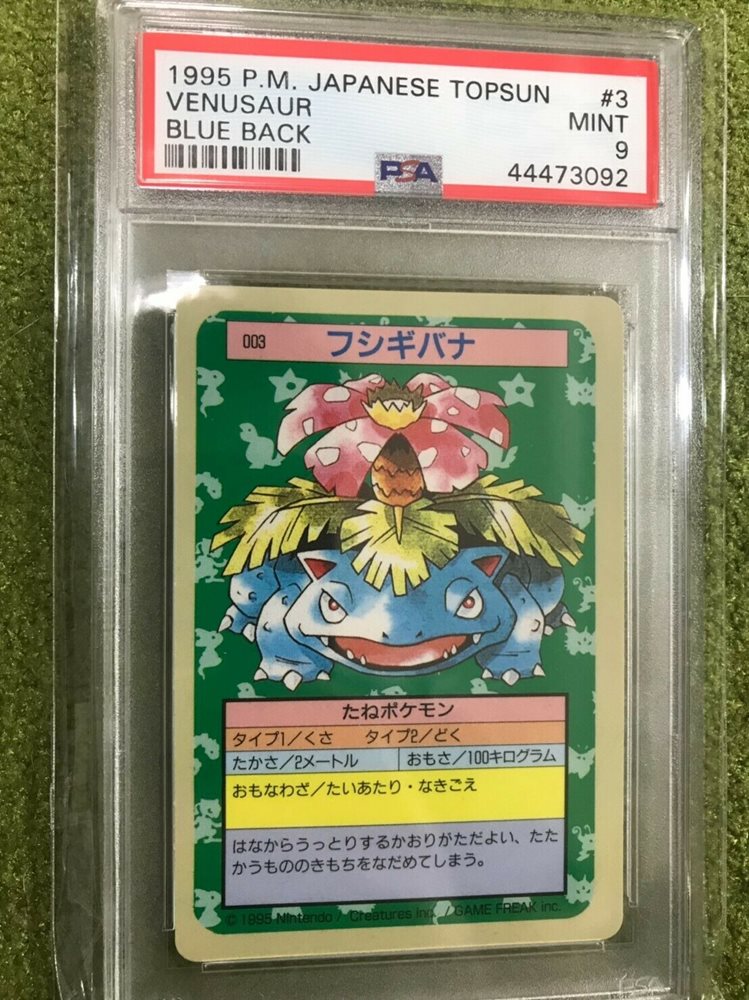 1995 P.M. JAPANESE TOPSUN #3
VENUSAUR MINT
BLUE BACK 9
PSA 44473092
003 フシギバナ
たねポケモン
タイプ1/くさ タイプ2/どく
たかさ/2メートル おもさ/100キログラム
おもなわざ/たいあたり・なきごえ
はなからうっとりするかおりがただよい、たた
かうもののきもちをなだめてしまう。
© 1995 Nintendo / Creatures Inc. / GAME FREAK inc.